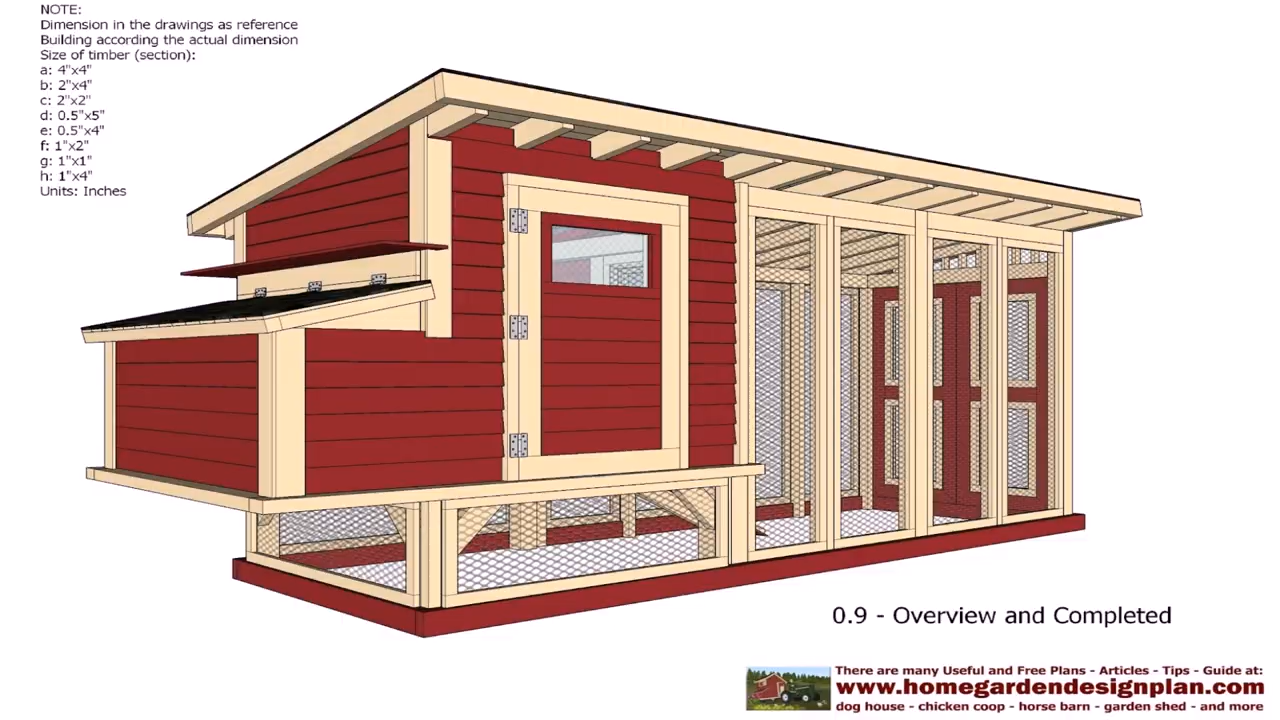 NOTE:
Dimension in the drawings as reference
Building according the actual dimension
Size of timber (section):
a: 4"x4"
b: 2"x4"
c: 2"x2"
d: 0.5"x5"
e: 0.5"x4"
f: 1"x2"
g: 1"x1"
h: 1"x4"
Units: Inches
0.9 - Overview and Completed
There are many Useful and Free Plans - Articles - Tips - Guide at:
www.homegardendesignplan.com
dog house - chicken coop - horse barn - garden shed - and more